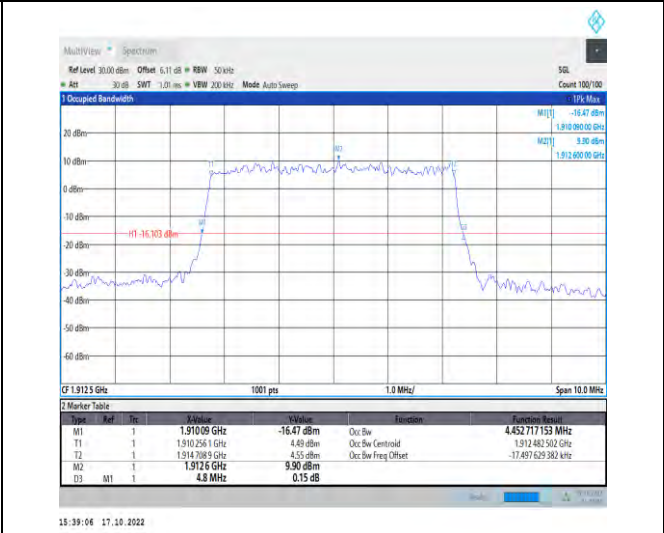 MultiView Spectrum
Ref Level 30.00 dBm Offset 6.11 dB RBW 50 kHz SGL
Att 30 dB SWT 1.01 ms VBW 200 kHz Mode Auto Sweep Count 100/100
1 Occupied Bandwidth 1Pk Max
M1[1] -16.47 dBm
1.910 090 00 GHz
M2[1] 9.90 dBm
1.912 600 00 GHz
20 dBm
10 dBm
0 dBm
-10 dBm
H1 -16.103 dBm
-20 dBm
-30 dBm
-40 dBm
-50 dBm
-60 dBm
CF 1.912 5 GHz 1001 pts 1.0 MHz/ Span 10.0 MHz
2 Marker Table
Type Ref Trc X-Value Y-Value Function Function Result
M1 1 1.91009 GHz -16.47 dBm Occ Bw 4.452 717 153 MHz
T1 1 1.910 256 1 GHz 4.49 dBm Occ Bw Centroid 1.912 482 502 GHz
T2 1 1.914 708 9 GHz 4.55 dBm Occ Bw Freq Offset -17.497 629 382 kHz
M2 1 1.912 6 GHz 9.90 dBm
D3 M1 1 4.8 MHz 0.15 dB
15:39:06 17.10.2022